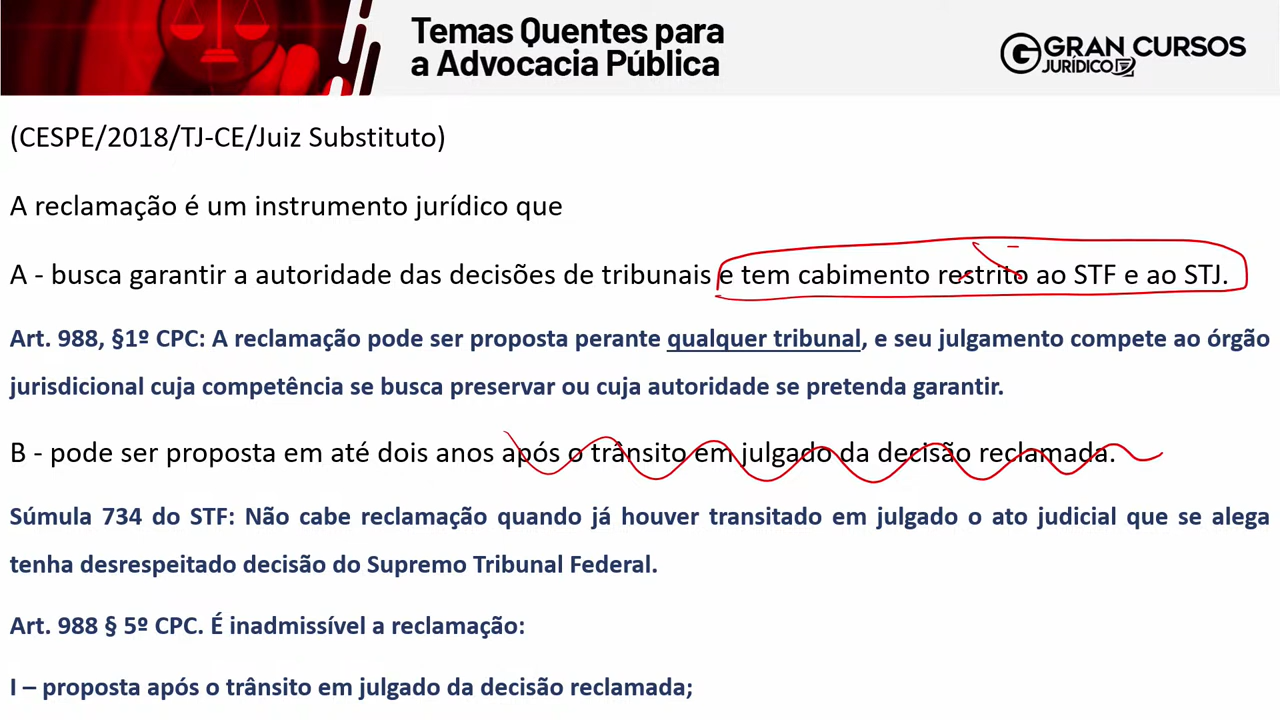 Temas Quentes para
a Advocacia Pública
G GRAN CURSOS
JURÍDICO
(CESPE/2018/TJ-CE/Juiz Substituto)
A reclamação é um instrumento jurídico que
A - busca garantir a autoridade das decisões de tribunais e tem cabimento restrito ao STF e ao STJ.
Art. 988, §1º CPC: A reclamação pode ser proposta perante qualquer tribunal, e seu julgamento compete ao órgão
jurisdicional cuja competência se busca preservar ou cuja autoridade se pretenda garantir.
B - pode ser proposta em até dois anos após o trânsito em julgado da decisão reclamada.
Súmula 734 do STF: Não cabe reclamação quando já houver transitado em julgado o ato judicial que se alega
tenha desrespeitado decisão do Supremo Tribunal Federal.
Art. 988 § 5º CPC. É inadmissível a reclamação:
I – proposta após o trânsito em julgado da decisão reclamada;